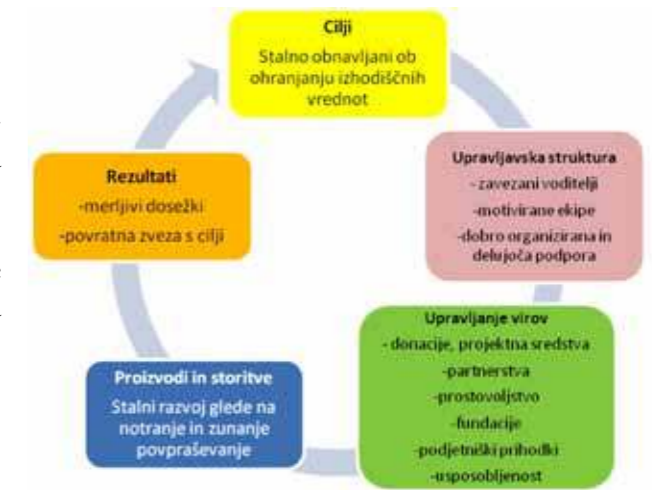 Cilji
Stalno obnavljani ob
ohranjanju izhodiščnih
vrednot
Upravljavska struktura
- zavezani voditelji
-motivirane ekipe
-dobro organizirana in
delujoča podpora
Upravljanje virov
- donacije, projektna sredstva
-partnerstva
-prostovoljstvo
-fundacije
-podjetniški prihodki
-usposobljenost
Proizvodi in storitve
Stalni razvoj glede na
notranje in zunanje
povpraševanje
Rezultati
-merljivi dosežki
-povratna zveza s cilji